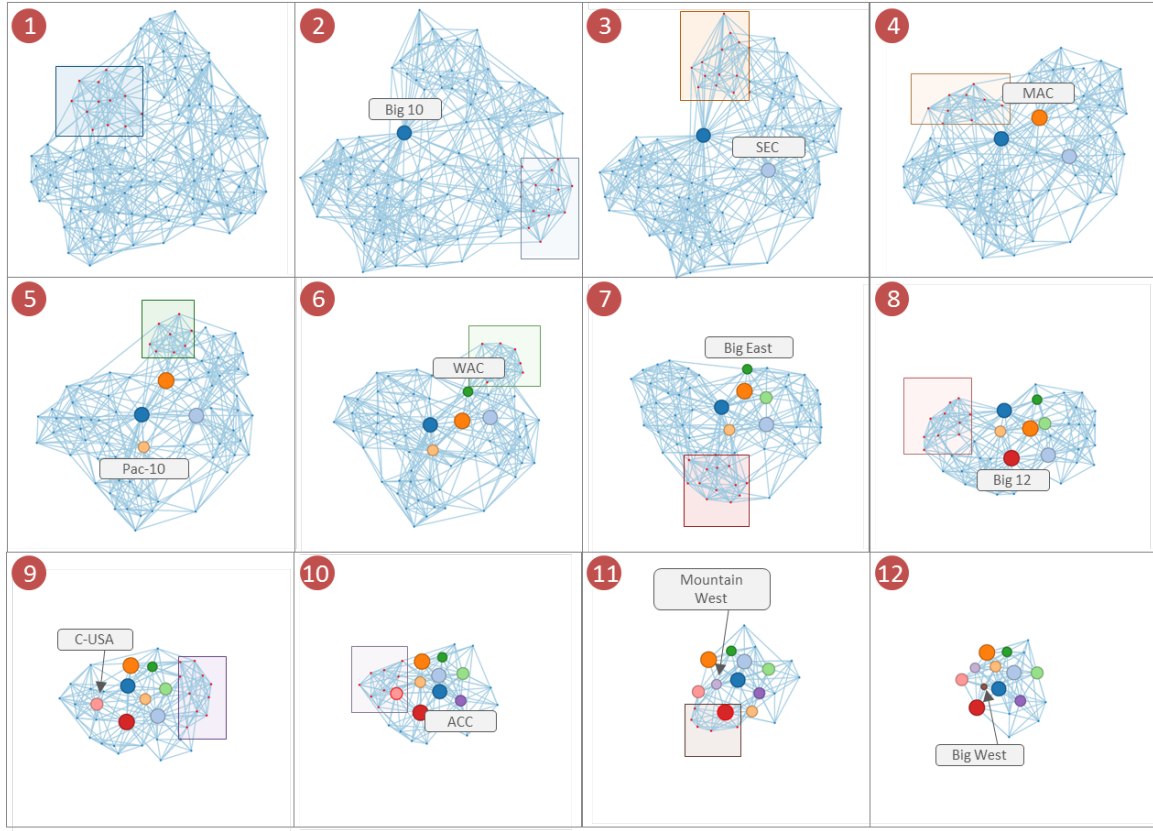 1
2
Big 10
3
SEC
4
MAC
5
Pac-10
6
WAC
7
Big East
8
Big 12
9
C-USA
10
ACC
11
Mountain
West
12
Big West